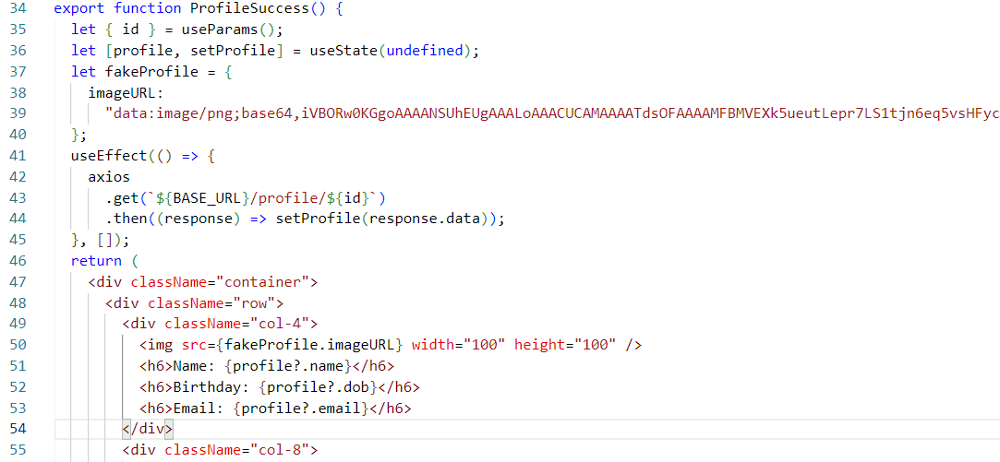 34 export function ProfileSuccess() {
35 let { id } = useParams();
36 let [profile, setProfile] = useState(undefined);
37 let fakeProfile = {
38 imageURL:
39 "data:image/png;base64,iVBORw0KGgoAAAANSUhEUgAAALoAAACUCAMAAAATdsOFAAAAMFBMVEXk5ueutLepr7LS1tjn6eq5vsHFyc
40 };
41 useEffect(() => {
42 axios
43 .get(`${BASE_URL}/profile/${id}`)
44 .then((response) => setProfile(response.data));
45 }, []);
46 return (
47 <div className="container">
48 <div className="row">
49 <div className="col-4">
50 <img src={fakeProfile.imageURL} width="100" height="100" />
51 <h6>Name: {profile?.name}</h6>
52 <h6>Birthday: {profile?.dob}</h6>
53 <h6>Email: {profile?.email}</h6>
54 </div>
55 <div className="col-8">